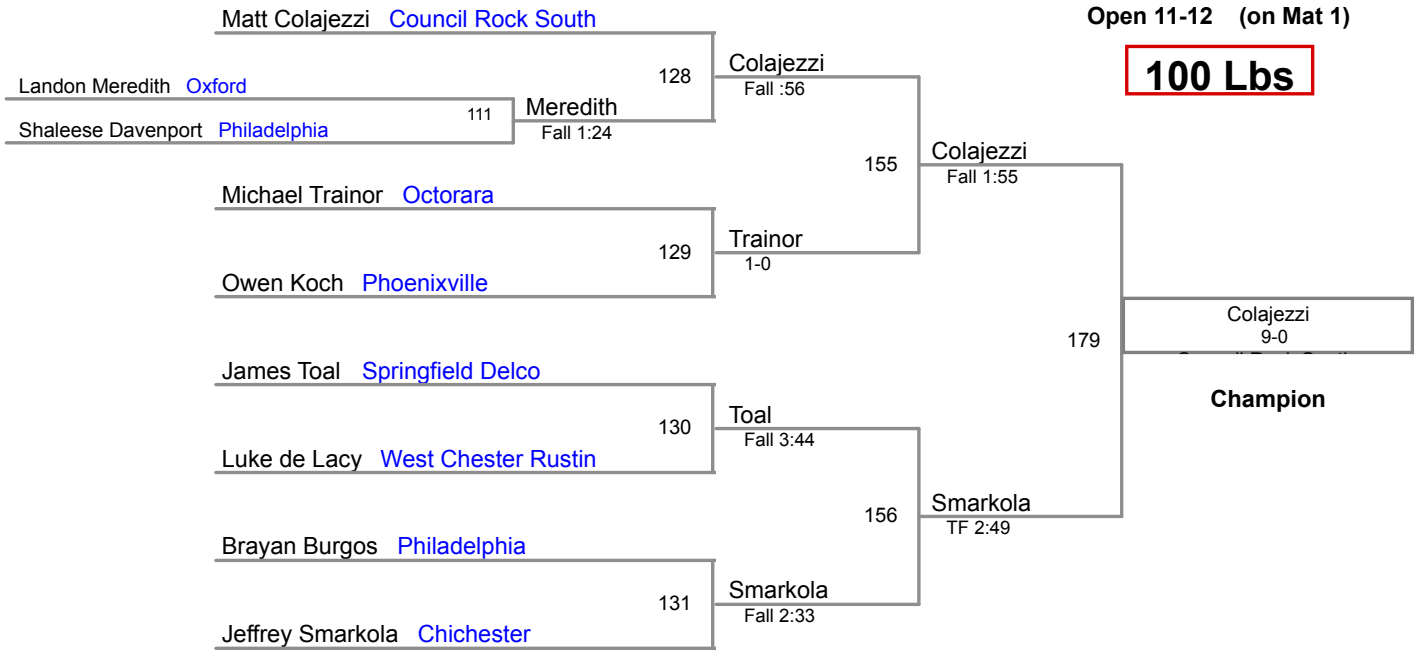 Matt Colajezzi Council Rock South
Open 11-12 (on Mat 1)
100 Lbs
128
Colajezzi
Fall :56
Landon Meredith Oxford
111
Meredith
Fall 1:24
Shaleese Davenport Philadelphia
155
Colajezzi
Fall 1:55
Michael Trainor Octorara
129
Trainor
1-0
Owen Koch Phoenixville
179
Colajezzi
9-0
Champion
James Toal Springfield Delco
130
Toal
Fall 3:44
Luke de Lacy West Chester Rustin
156
Smarkola
TF 2:49
Brayan Burgos Philadelphia
131
Smarkola
Fall 2:33
Jeffrey Smarkola Chichester